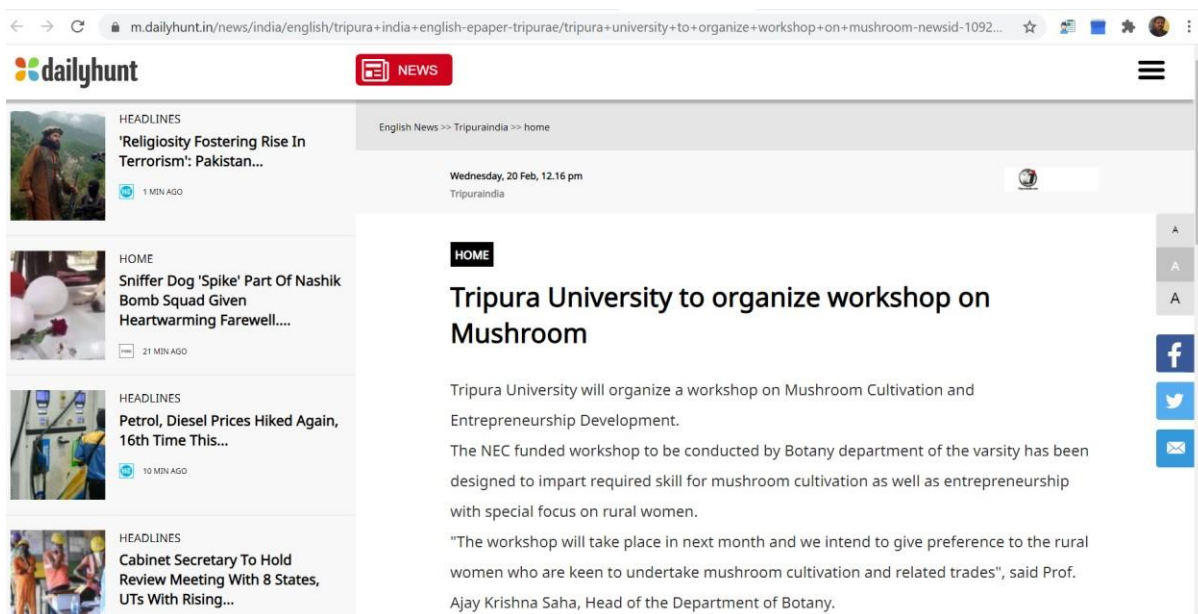 m.dailyhunt.in/news/india/english/tripura+india+english-epaper-tripurae/tripura+university+to+organize+workshop+on+mushroom-newsid-1092...
dailyhunt
NEWS
HEADLINES
'Religiosity Fostering Rise In
Terrorism': Pakistan...
1 MIN AGO
HOME
Sniffer Dog 'Spike' Part Of Nashik
Bomb Squad Given
Heartwarming Farewell....
21 MIN AGO
HEADLINES
Petrol, Diesel Prices Hiked Again,
16th Time This...
10 MIN AGO
HEADLINES
Cabinet Secretary To Hold
Review Meeting With 8 States,
UTs With Rising...
English News >> Tripuraindia >> home
Wednesday, 20 Feb, 12.16 pm
Tripuraindia
HOME
Tripura University to organize workshop on
Mushroom
Tripura University will organize a workshop on Mushroom Cultivation and
Entrepreneurship Development.
The NEC funded workshop to be conducted by Botany department of the varsity has been
designed to impart required skill for mushroom cultivation as well as entrepreneurship
with special focus on rural women.
"The workshop will take place in next month and we intend to give preference to the rural
women who are keen to undertake mushroom cultivation and related trades", said Prof.
Ajay Krishna Saha, Head of the Department of Botany.
A
A
A